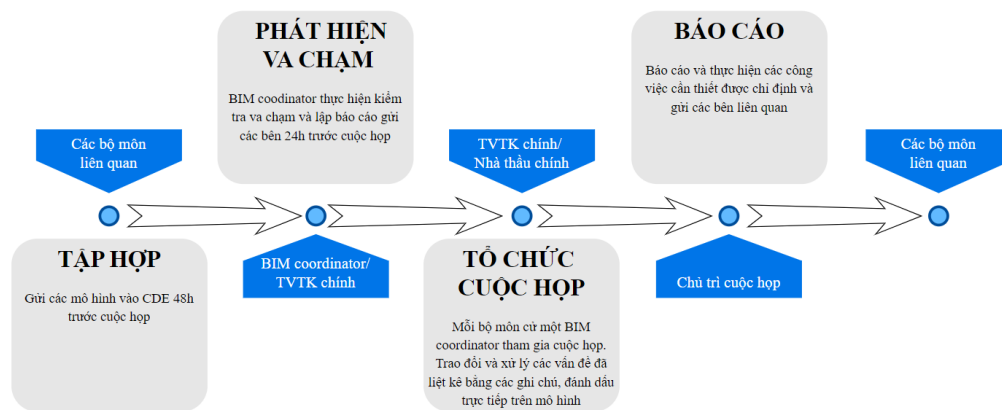 PHÁT HIỆN
VA CHẠM
BIM coodinator thực hiện kiểm
tra va chạm và lập báo cáo gửi
các bên 24h trước cuộc họp
BÁO CÁO
Báo cáo và thực hiện các công
việc cần thiết được chỉ định và
gửi các bên liên quan
Các bộ môn
liên quan
TVTK chính/
Nhà thầu chính
Các bộ môn
liên quan
TẬP HỢP
Gửi các mô hình vào CDE 48h
trước cuộc họp
BIM coordinator/
TVTK chính
TỔ CHỨC
CUỘC HỌP
Mỗi bộ môn cử một BIM
coordinator tham gia cuộc họp.
Trao đổi và xử lý các vấn đề đã
liệt kê bằng các ghi chú, đánh dấu
trực tiếp trên mô hình
Chủ trì cuộc họp